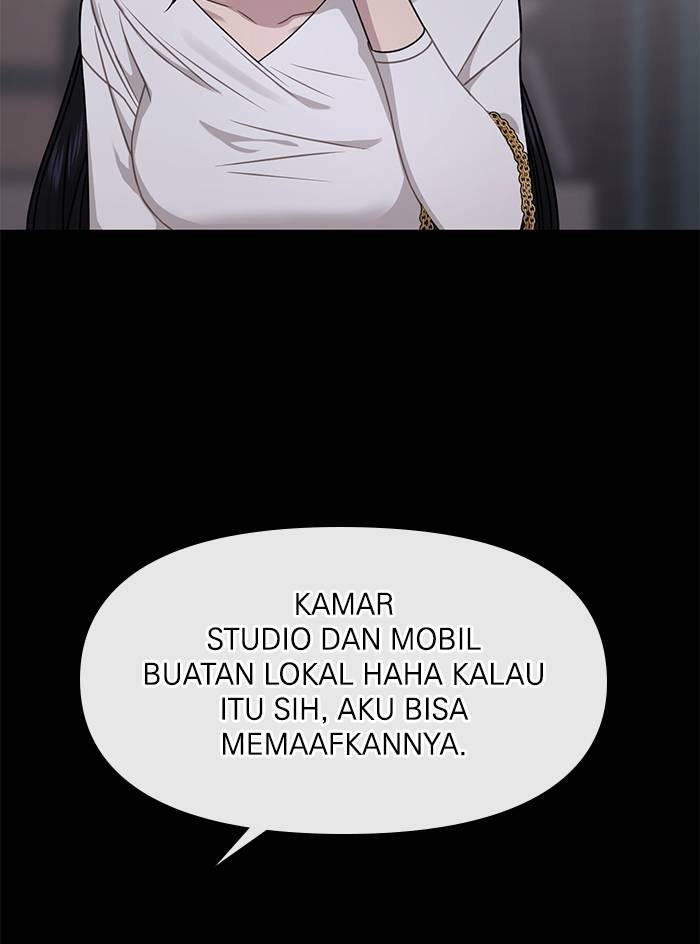 KAMAR
STUDIO DAN MOBIL
BUATAN LOKAL HAHA KALAU
ITU SIH, AKU BISA
MEMAAFKANNYA.